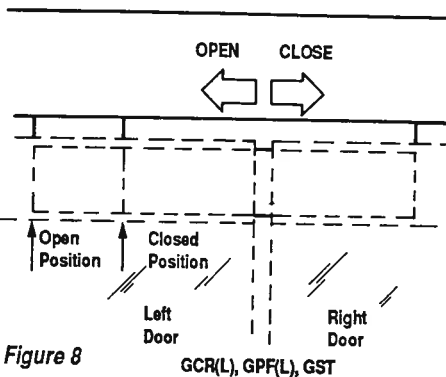 OPEN CLOSE
Open Position
Closed Position
Left Door
Right Door
Figure 8
GCR(L), GPF(L), GST